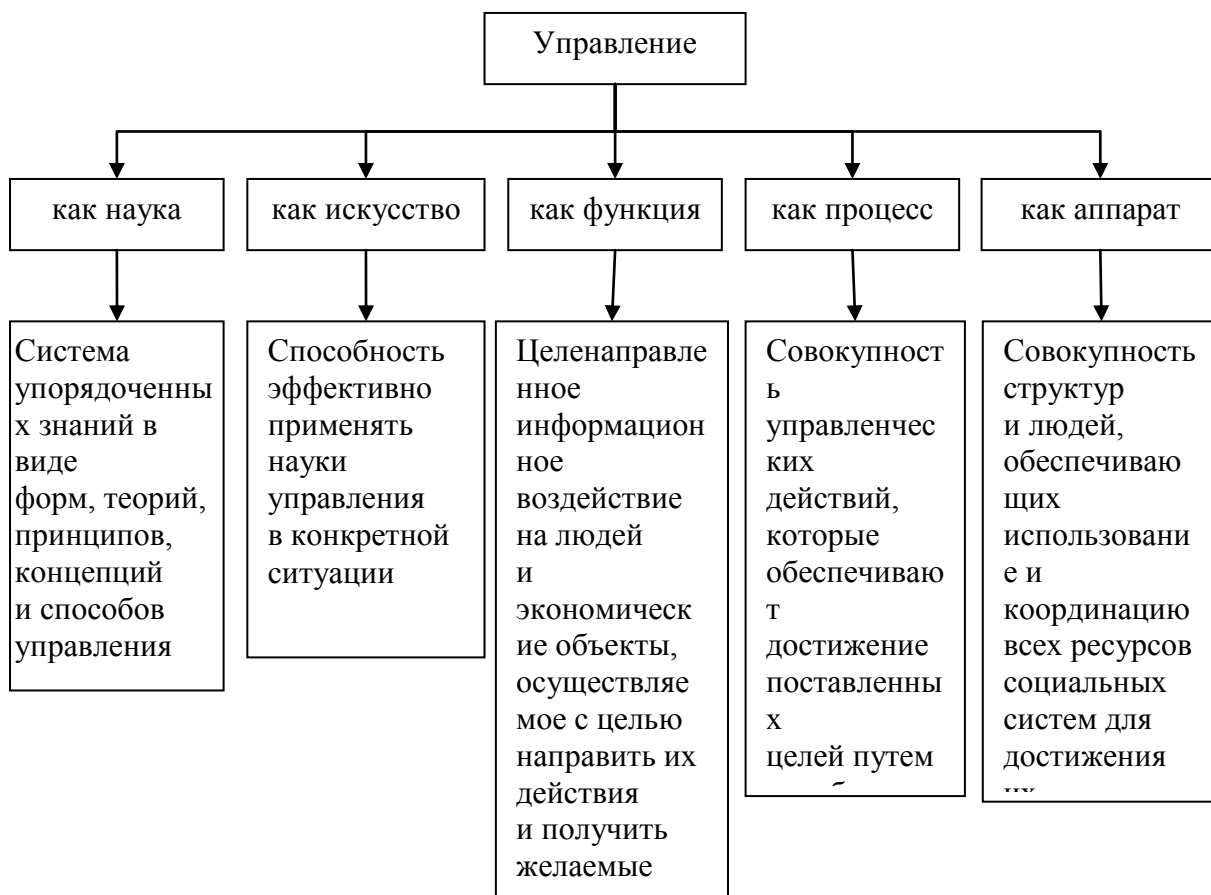 Управление
как наука
как искусство
как функция
как процесс
как аппарат
Система
упорядоченны
х знаний в
виде
форм, теорий,
принципов,
концепций
и способов
управления
Способность
эффективно
применять
науки
управления
в конкретной
ситуации
Целенаправле
нное
информацион
ное
воздействие
на людей
и
экономическ
ие объекты,
осуществляе
мое с целью
направить их
действия
и получить
желаемые
Совокупност
ь
управленчес
ких
действий,
которые
обеспечиваю
т
достижение
поставленны
х
целей путем
Совокупность
структур
и людей,
обеспечиваю
щих
использовани
е и
координацию
всех ресурсов
социальных
систем для
достижения